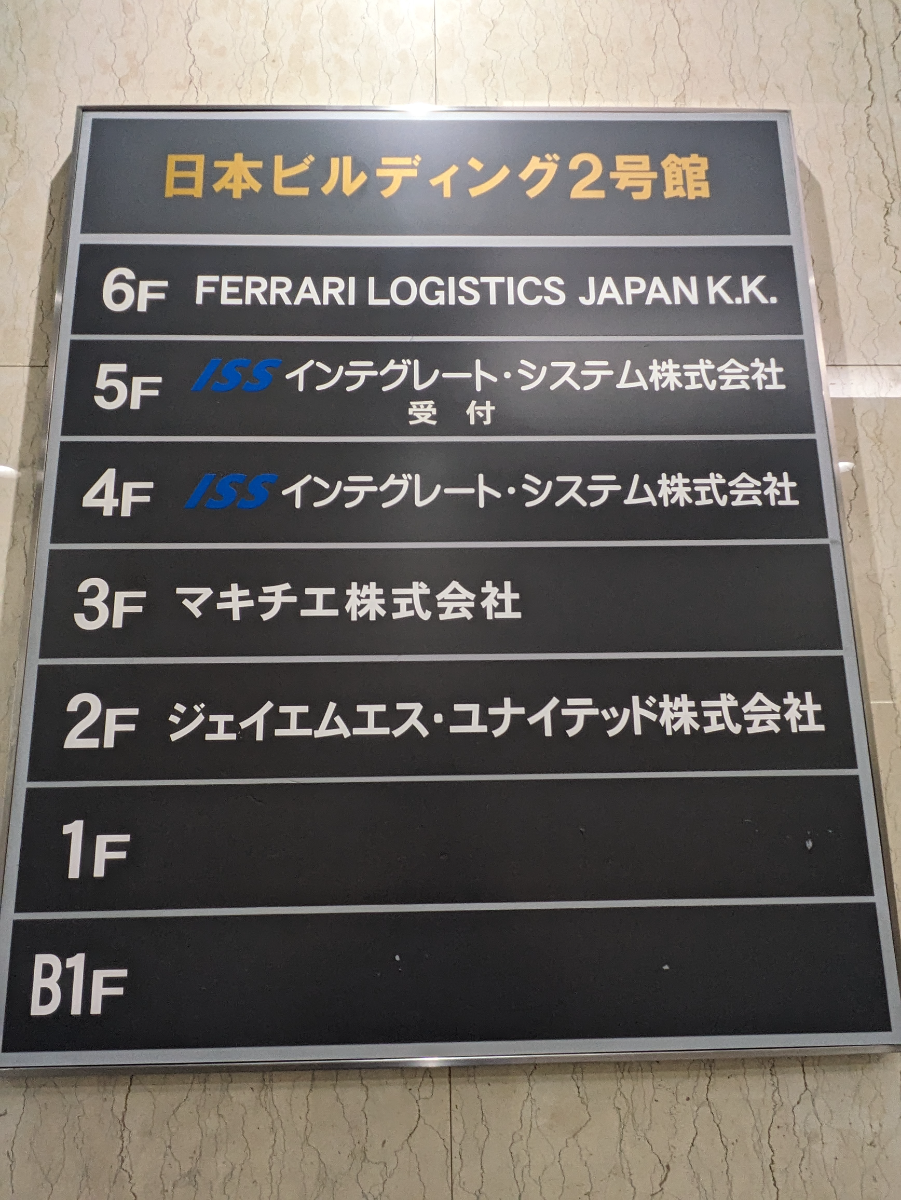 日本ビルディング2号館
6F FERRARI LOGISTICS JAPAN K.K.
5F ISS インテグレート・システム株式会社
受 付
4F ISS インテグレート・システム株式会社
3F マキチエ株式会社
2F ジェイエムエス・ユナイテッド株式会社
1F
B1F